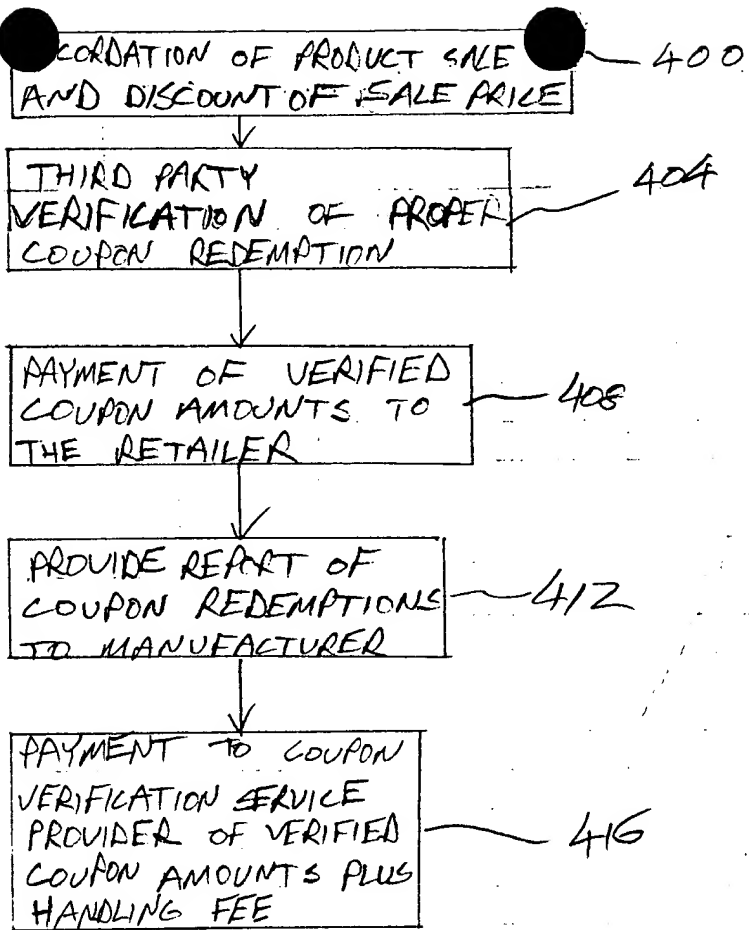 CORDATION OF PRODUCT SALE
AND DISCOUNT OF SALE PRICE
400
THIRD PARTY
VERIFICATION OF PROPER
COUPON REDEMPTION
404
PAYMENT OF VERIFIED
COUPON AMOUNTS TO
THE RETAILER
408
PROVIDE REPORT OF
COUPON REDEMPTIONS
TO MANUFACTURER
412
PAYMENT TO COUPON
VERIFICATION SERVICE
PROVIDER OF VERIFIED
COUPON AMOUNTS PLUS
HANDLING FEE
416